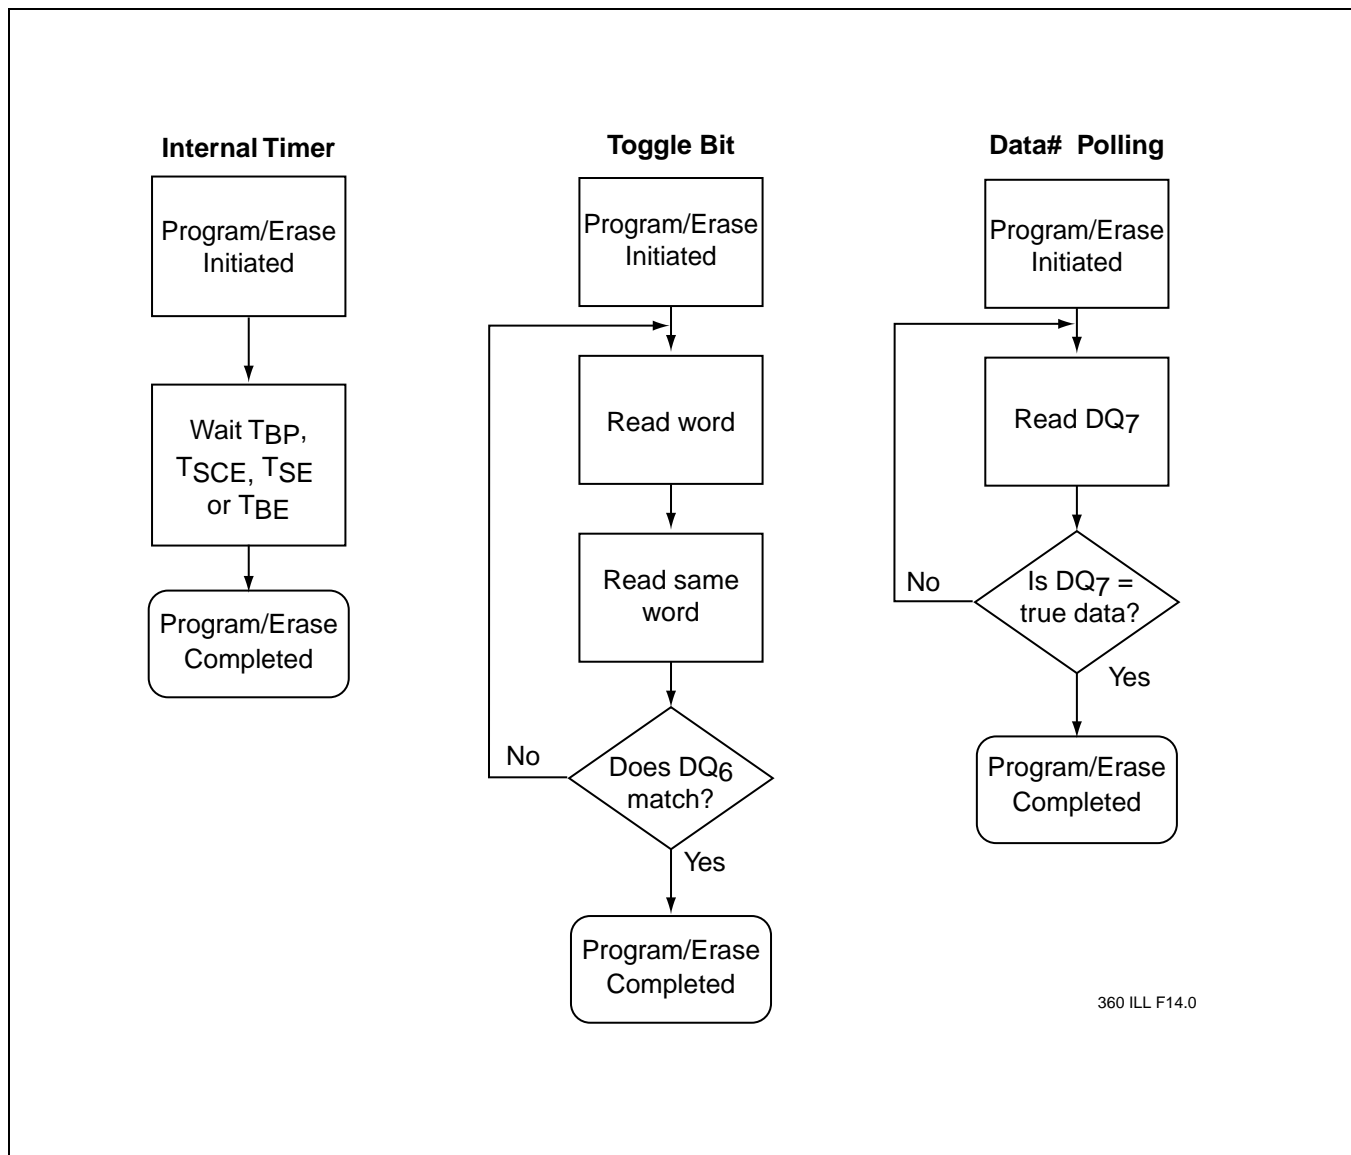 Internal Timer
Program/Erase
Initiated
Wait TBP,
TSCE, TSE
or TBE
Program/Erase
Completed
Toggle Bit
Program/Erase
Initiated
Read word
Read same
word
No
Does DQ6
match?
Yes
Program/Erase
Completed
Data# Polling
Program/Erase
Initiated
Read DQ7
No
Is DQ7 =
true data?
Yes
Program/Erase
Completed
360 ILL F14.0